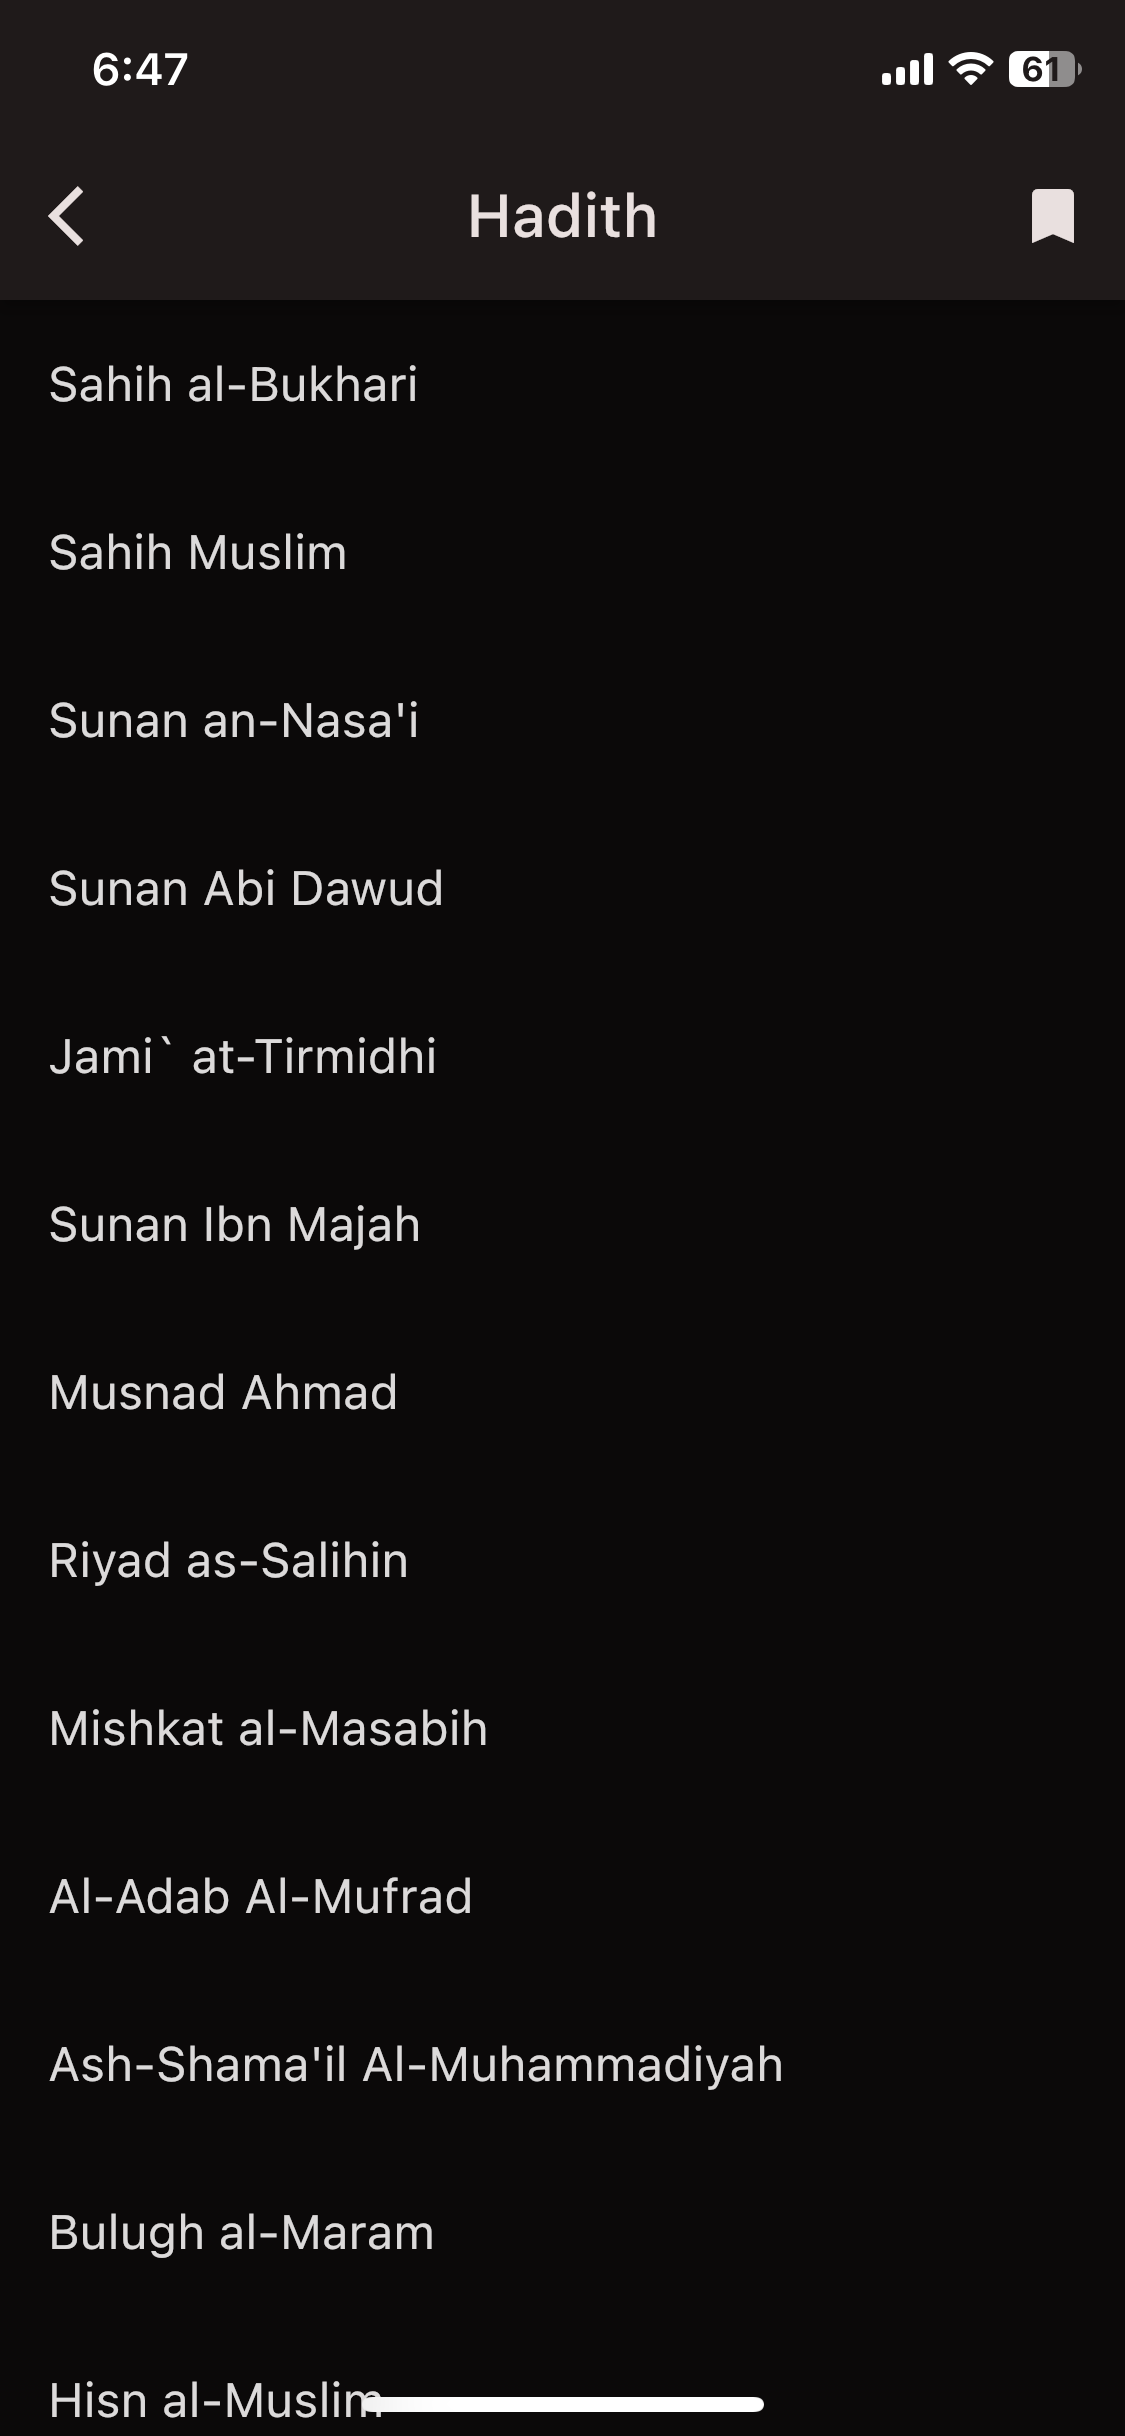 6:47
61
Hadith
Sahih al-Bukhari
Sahih Muslim
Sunan an-Nasa'i
Sunan Abi Dawud
Jami` at-Tirmidhi
Sunan Ibn Majah
Musnad Ahmad
Riyad as-Salihin
Mishkat al-Masabih
Al-Adab Al-Mufrad
Ash-Shama'il Al-Muhammadiyah
Bulugh al-Maram
Hisn al-Muslim